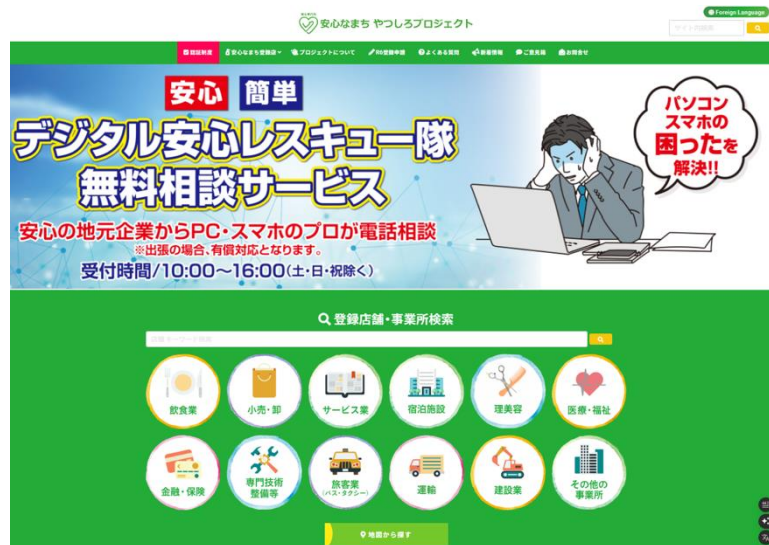 安心なまち やつしろプロジェクト
Foreign Language
サイト内検索
認証制度
安心なまち登録店
プロジェクトについて
よくある質問
新着情報
ご意見箱
お問合せ
安心 簡単
デジタル安心レスキュー隊
無料相談サービス
安心の地元企業からPC・スマホのプロが電話相談
※出張の場合、有償対応となります。
受付時間/10:00～16:00(土・日・祝除く)
パソコン
スマホの
困ったを
解決!!
登録店舗・事業所検索
飲食業
小売・卸
サービス業
宿泊施設
理美容
医療・福祉
金融・保険
専門技術
整備等
旅客業
(バス・タクシー)
運輸
建設業
その他の
事業所
地図から探す